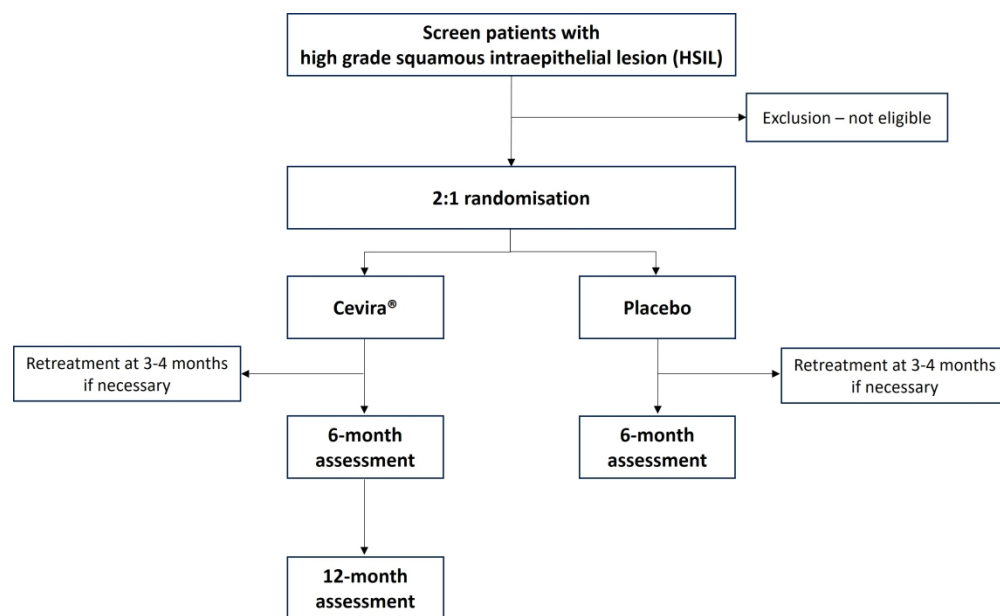 Screen patients with
high grade squamous intraepithelial lesion (HSIL)
Exclusion – not eligible
2:1 randomisation
Cevira®
Placebo
Retreatment at 3-4 months
if necessary
Retreatment at 3-4 months
if necessary
6-month
assessment
6-month
assessment
12-month
assessment